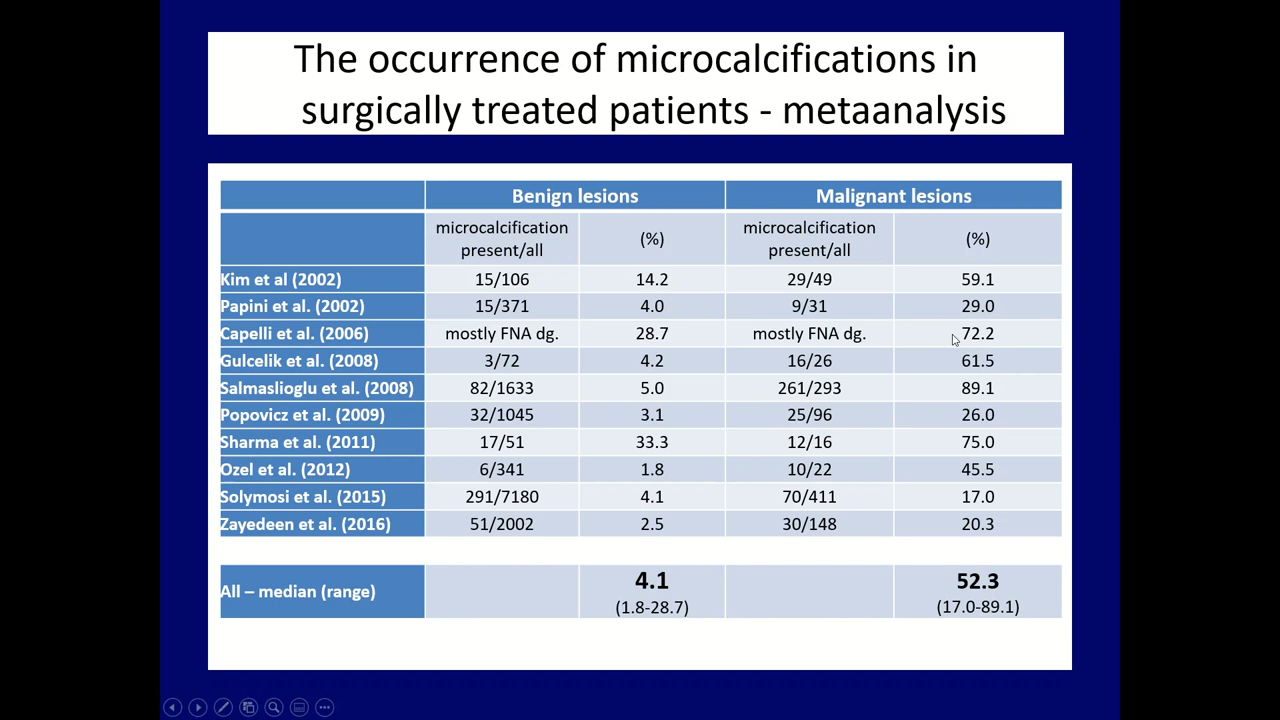 The occurrence of microcalcifications in
surgically treated patients - metaanalysis
Benign lesions Malignant lesions
microcalcification present/all (%) microcalcification present/all (%)
Kim et al (2002) 15/106 14.2 29/49 59.1
Papini et al. (2002) 15/371 4.0 9/31 29.0
Capelli et al. (2006) mostly FNA dg. 28.7 mostly FNA dg. 72.2
Gulcelik et al. (2008) 3/72 4.2 16/26 61.5
Salmaslioglu et al. (2008) 82/1633 5.0 261/293 89.1
Popovicz et al. (2009) 32/1045 3.1 25/96 26.0
Sharma et al. (2011) 17/51 33.3 12/16 75.0
Ozel et al. (2012) 6/341 1.8 10/22 45.5
Solymosi et al. (2015) 291/7180 4.1 70/411 17.0
Zayedeen et al. (2016) 51/2002 2.5 30/148 20.3
All – median (range) 4.1 (1.8-28.7) 52.3 (17.0-89.1)